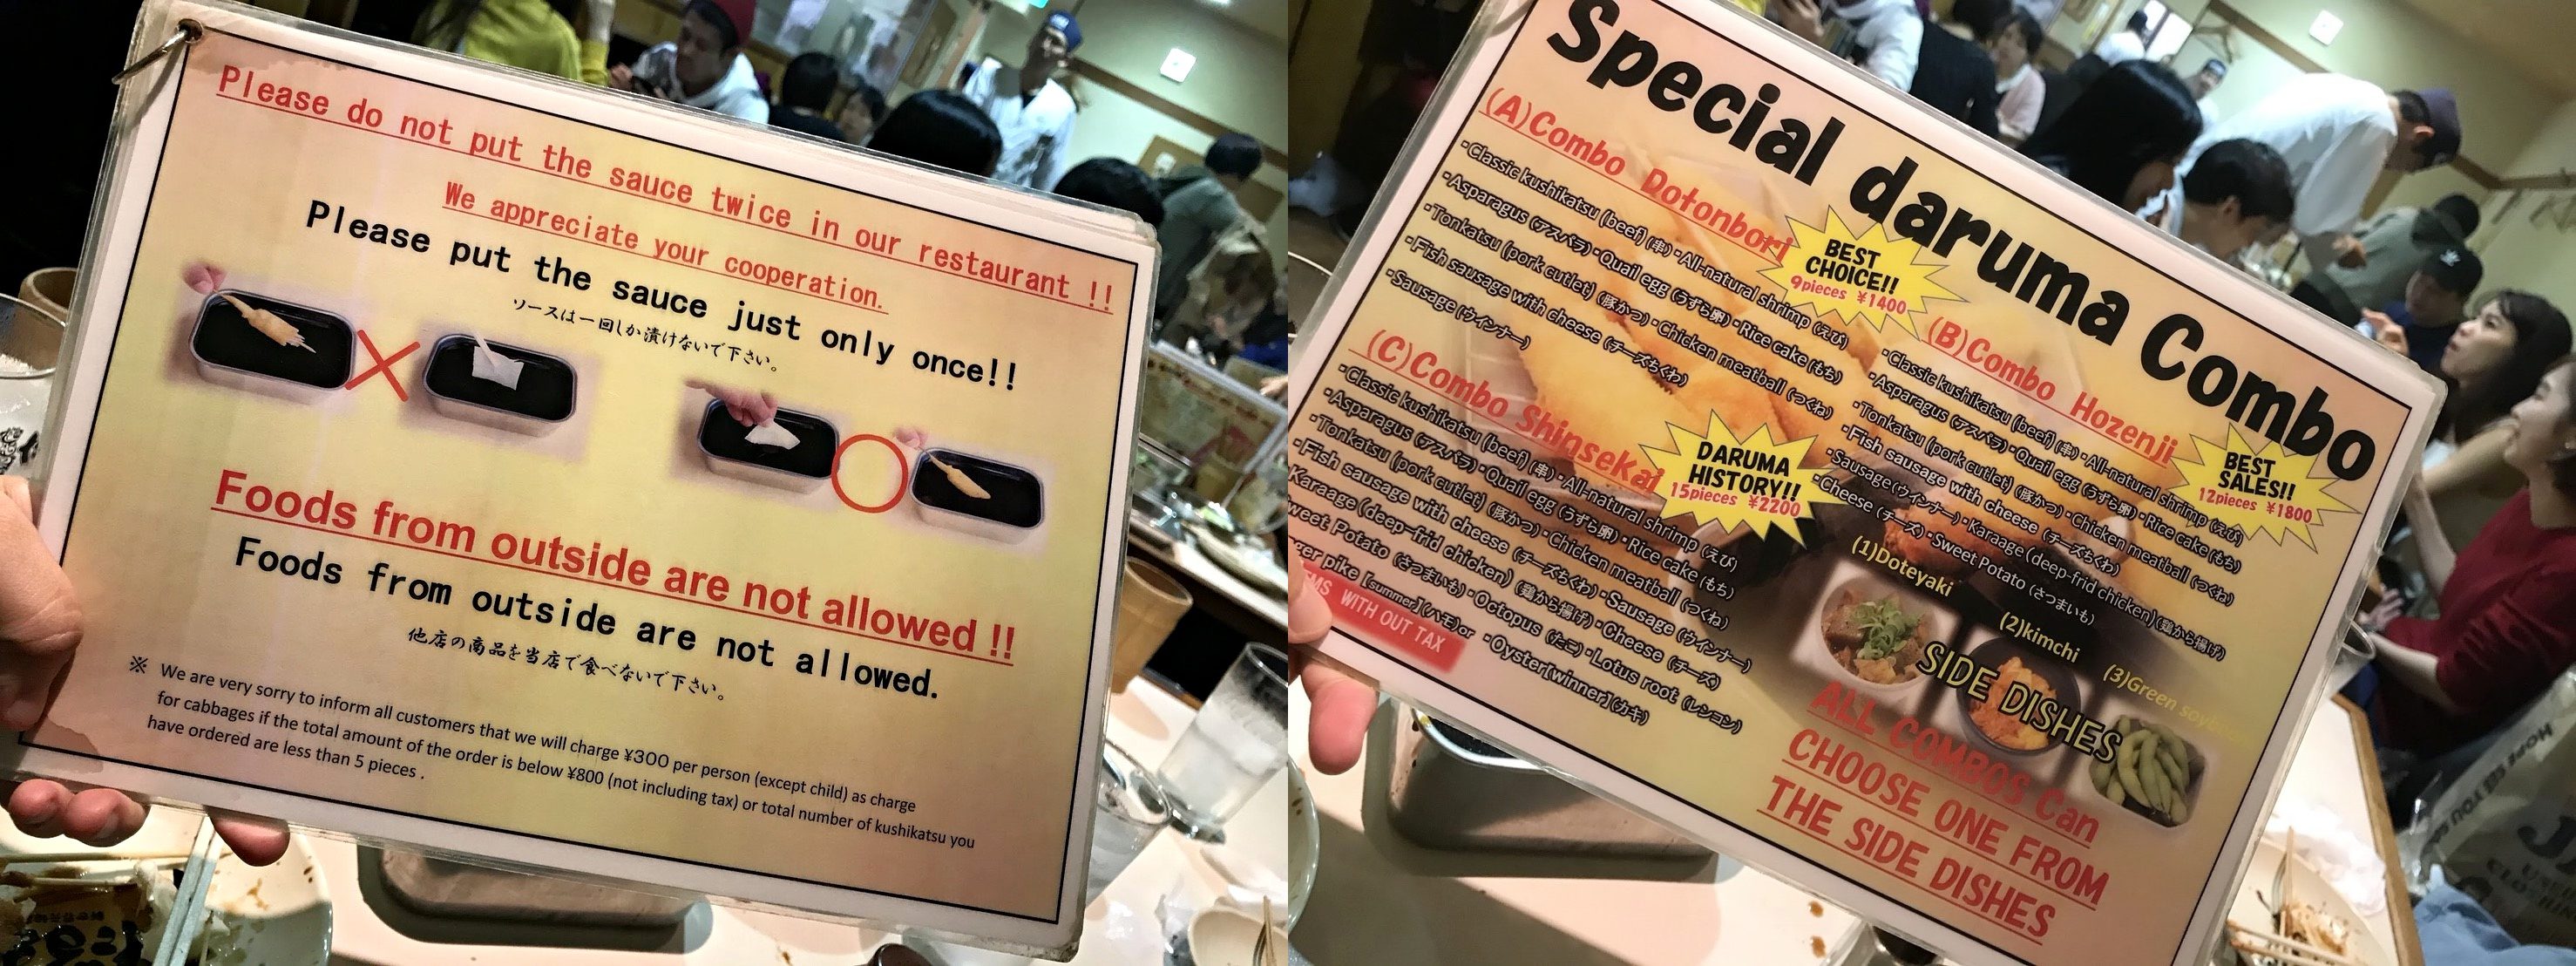 Please do not put the sauce twice in our restaurant !!
We appreciate your cooperation.
Please put the sauce just only once!!
ソースは一回しか漬けないで下さい。
Foods from outside are not allowed !!
Foods from outside are not allowed.
他店の商品を当店で食べないで下さい。
※ We are very sorry to inform all customers that we will charge ¥300 per person (except child) as charge
for cabbages if the total amount of the order is below ¥800 (not including tax) or total number of kushikatsu you
have ordered are less than 5 pieces .
Special daruma Combo
(A)Combo Dotonbori
BEST
CHOICE!!
9pieces ¥1400
・Classic kushikatsu (beef) (串)・All-natural shrimp (えび)
・Asparagus (アスパラ)・Quail egg (うずら卵)・Rice cake (もち)
・Tonkatsu (pork cutlet) (豚かつ)・Chicken meatball (つくね)
・Fish sausage with cheese (チーズちくわ)
・Sausage (ウインナー)
(B)Combo Hozenji
BEST
SALES!!
12pieces ¥1800
・Classic kushikatsu (beef) (串)・All-natural shrimp (えび)
・Asparagus (アスパラ)・Quail egg (うずら卵)・Rice cake (もち)
・Tonkatsu (pork cutlet) (豚かつ)・Chicken meatball (つくね)
・Fish sausage with cheese (チーズちくわ)
・Sausage (ウインナー)・Karaage (deep-frid chicken) (鶏から揚げ)
・Cheese (チーズ)・Sweet Potato (さつまいも)
(C)Combo Shinsekai
DARUMA
HISTORY!!
15pieces ¥2200
・Classic kushikatsu (beef) (串)・All-natural shrimp (えび)
・Asparagus (アスパラ)・Quail egg (うずら卵)・Rice cake (もち)
・Tonkatsu (pork cutlet) (豚かつ)・Chicken meatball (つくね)
・Fish sausage with cheese (チーズちくわ)・Sausage (ウインナー)
Karaage (deep-frid chicken) (鶏から揚げ)・Cheese (チーズ)
weet Potato (さつまいも)・Octopus (たこ)・Lotus root (レンコン)
pike [summer] (ハモ) or ・Oyster[winner] (カキ)
WITH OUT TAX
(1)Doteyaki
(2)kimchi
(3)Green
SIDE DISHES
ALL COMBOS Can
CHOOSE ONE FROM
THE SIDE DISHES